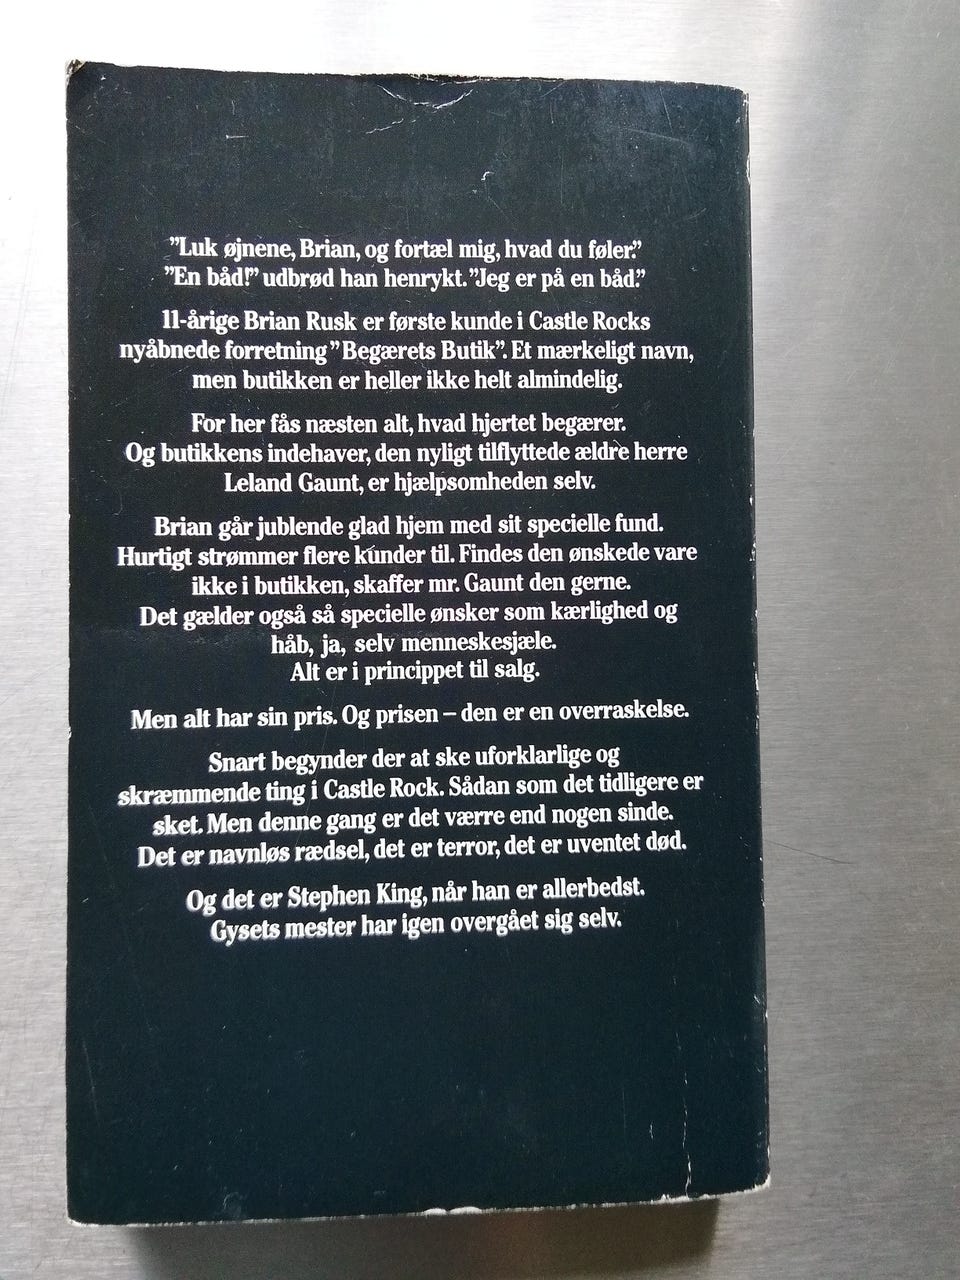 ”Luk øjnene, Brian, og fortæl mig, hvad du føler.”
”En båd!” udbrød han henrykt. ”Jeg er på en båd.”
11-årige Brian Rusk er første kunde i Castle Rocks
nyåbnede forretning ”Begærets Butik”. Et mærkeligt navn,
men butikken er heller ikke helt almindelig.
For her fås næsten alt, hvad hjertet begærer.
Og butikkens indehaver, den nyligt tilflyttede ældre herre
Leland Gaunt, er hjælpsomheden selv.
Brian går jublende glad hjem med sit specielle fund.
Hurtigt strømmer flere kunder til. Findes den ønskede vare
ikke i butikken, skaffer mr. Gaunt den gerne.
Det gælder også så specielle ønsker som kærlighed og
håb, ja, selv menneskesjæle.
Alt er i princippet til salg.
Men alt har sin pris. Og prisen – den er en overraskelse.
Snart begynder der at ske uforklarlige og
skræmmende ting i Castle Rock. Sådan som det tidligere er
sket. Men denne gang er det værre end nogen sinde.
Det er navnløs rædsel, det er terror, det er uventet død.
Og det er Stephen King, når han er allerbedst.
Gysets mester har igen overgået sig selv.